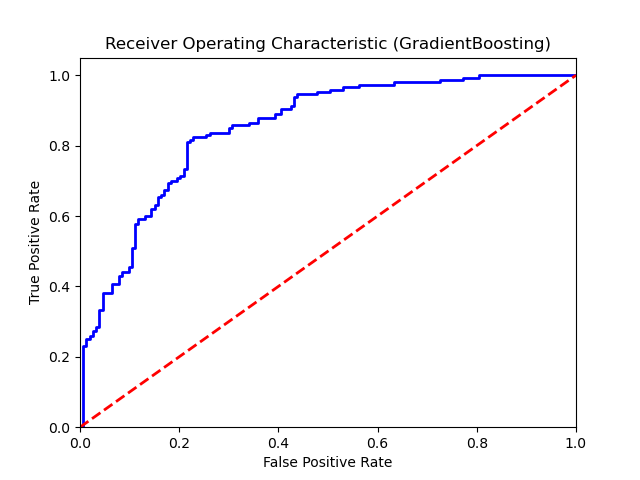 Receiver Operating Characteristic (GradientBoosting)
1.0
0.8
0.6
0.4
0.2
0.0
True Positive Rate
0.0 0.2 0.4 0.6 0.8 1.0
False Positive Rate